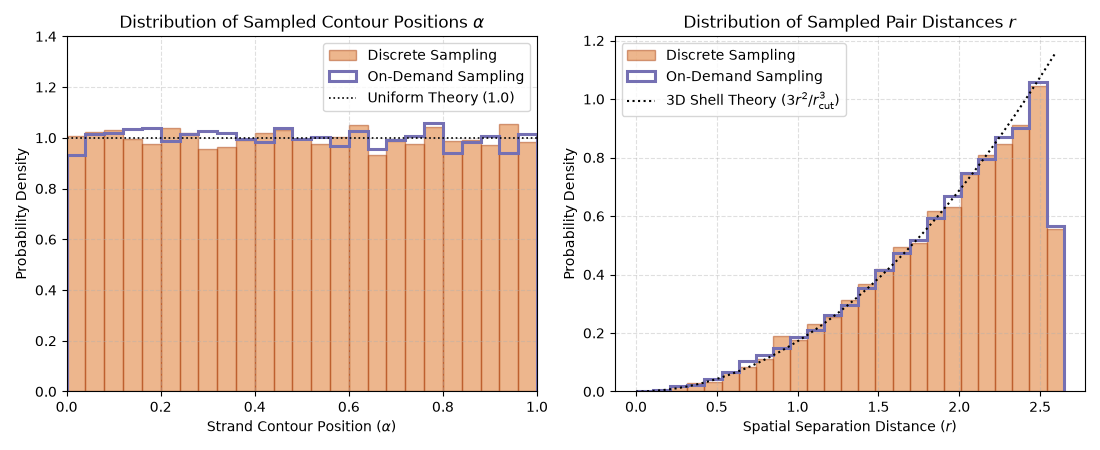 Distribution of Sampled Contour Positions α
1.4
1.2
1.0
0.8
0.6
0.4
0.2
0.0
Probability Density
Discrete Sampling
On-Demand Sampling
Uniform Theory (1.0)
0.0 0.2 0.4 0.6 0.8 1.0
Strand Contour Position (α)
Distribution of Sampled Pair Distances r
1.2
1.0
0.8
0.6
0.4
0.2
0.0
Probability Density
Discrete Sampling
On-Demand Sampling
3D Shell Theory (3r²/r³cut)
0.0 0.5 1.0 1.5 2.0 2.5
Spatial Separation Distance (r)